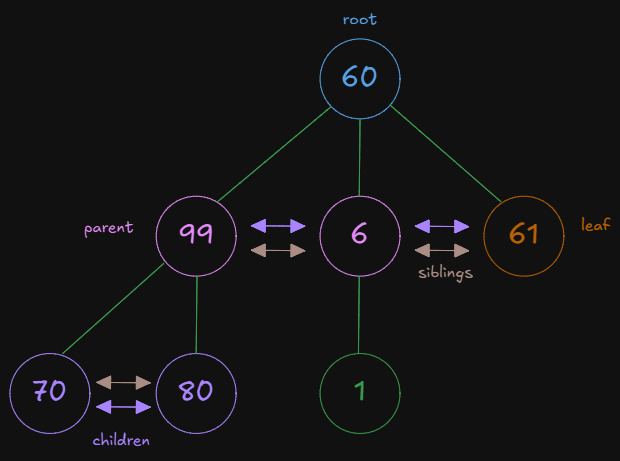 root
60
parent
99
6
61
leaf
siblings
70
80
1
children